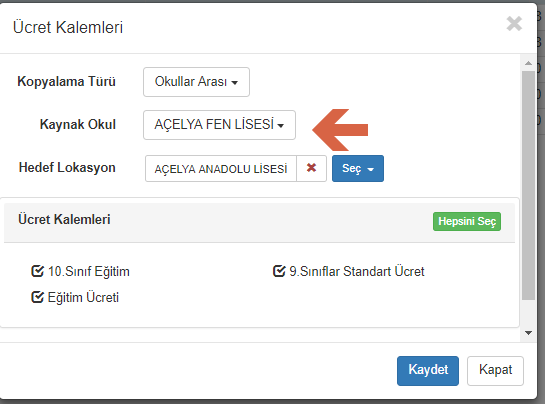 Ücret Kalemleri
Kopyalama Türü Okullar Arası
Kaynak Okul AÇELYA FEN LİSESİ
Hedef Lokasyon AÇELYA ANADOLU LİSESİ Seç
Ücret Kalemleri Hepsini Seç
10.Sınıf Eğitim 9.Sınıflar Standart Ücret
Eğitim Ücreti
Kaydet Kapat